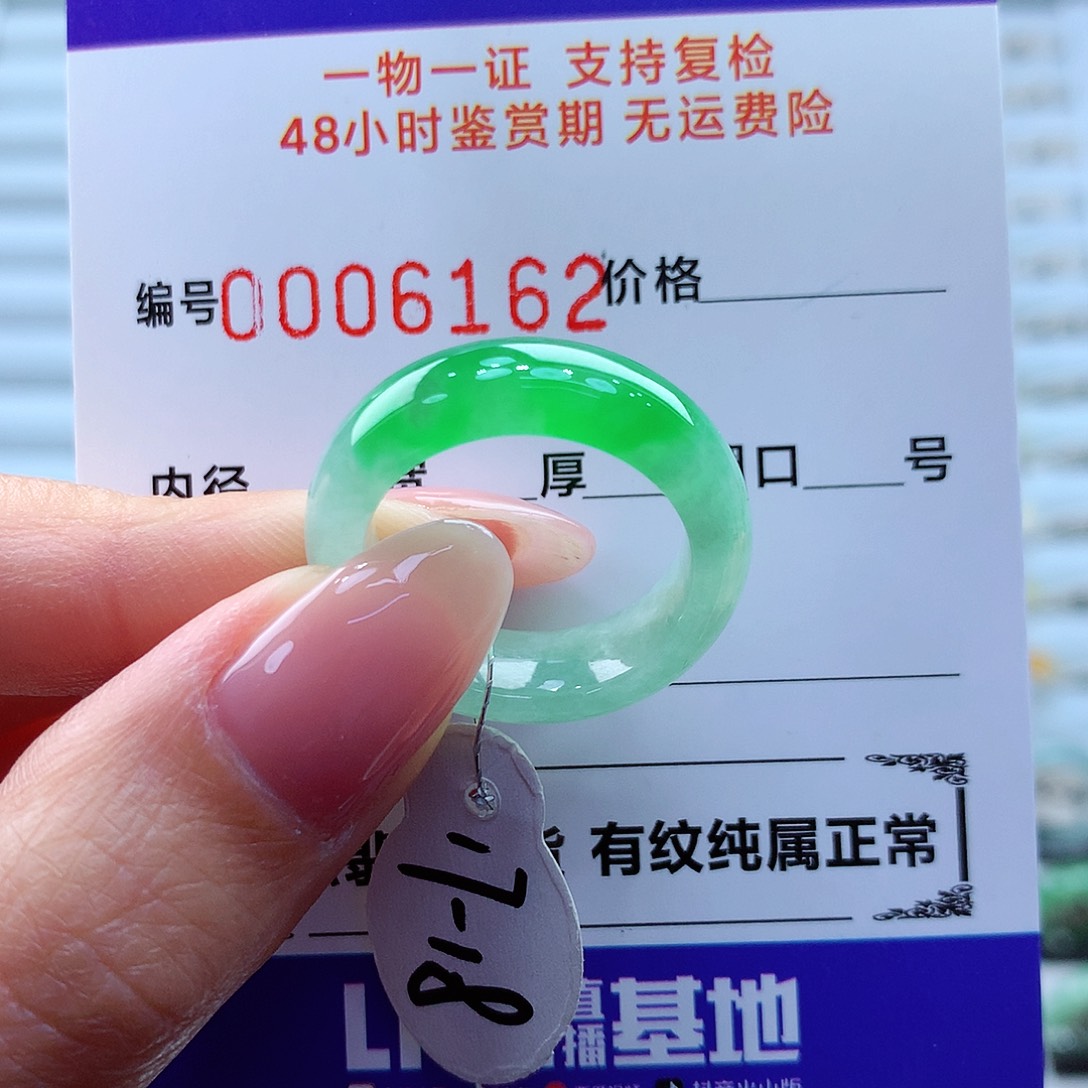 一物一证 支持复检
48小时鉴赏期 无运费险
编号0006162价格
内径 厚 口 号
有纹纯属正常
17-18
播基地